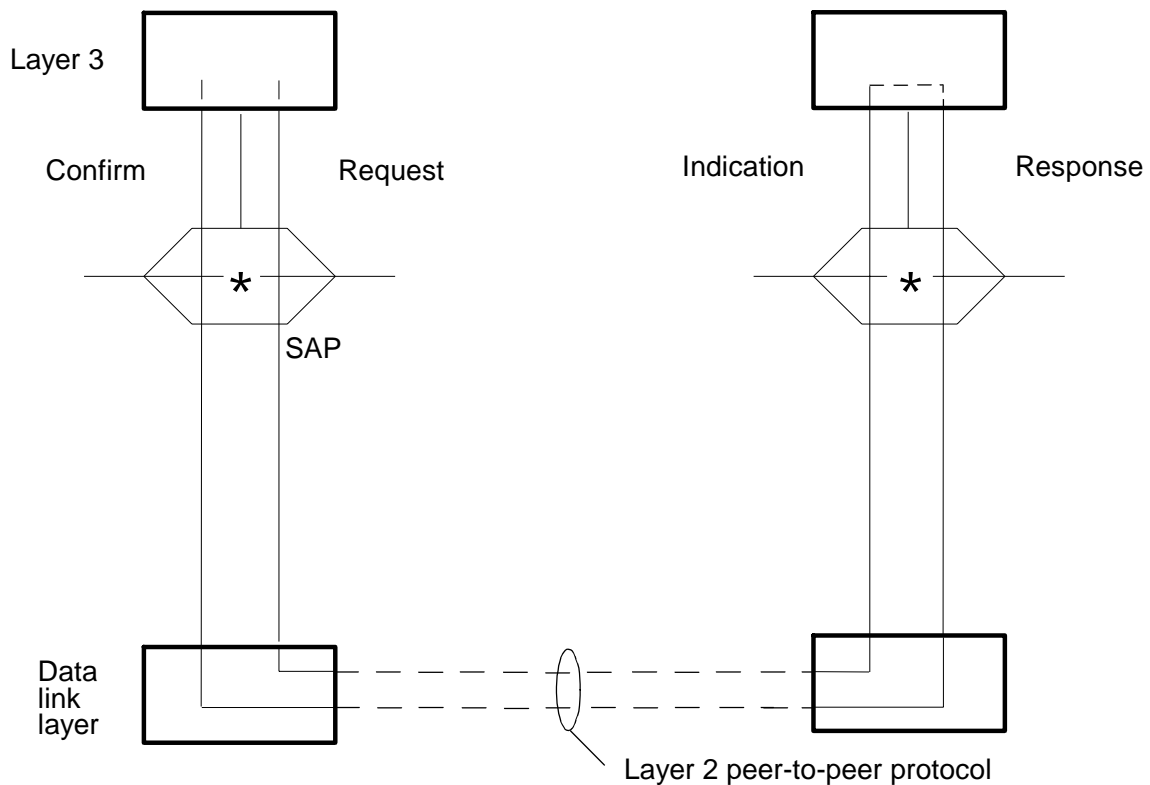 Layer 3
Confirm
Request
Indication
Response
*
*
SAP
Data
link
layer
Layer 2 peer-to-peer protocol